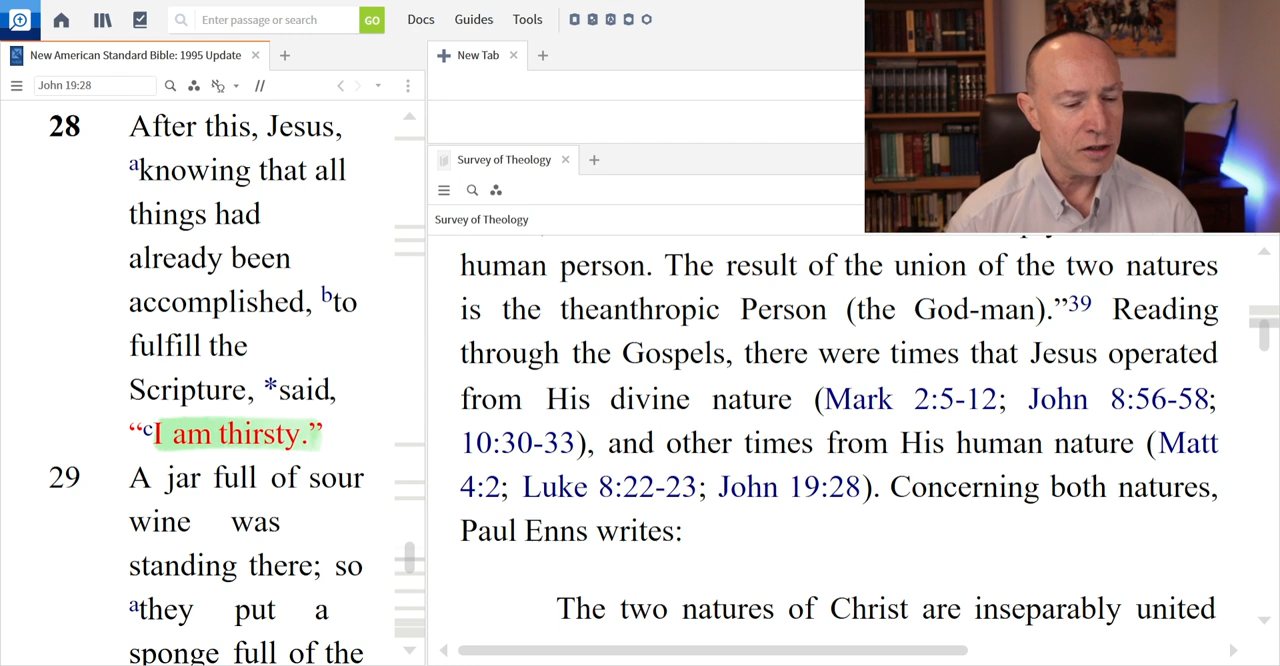 Enter passage or search GO Docs Guides Tools
New American Standard Bible: 1995 Update
New Tab
John 19:28
28 After this, Jesus,
aknowing that all
things had
already been
accomplished, bto
fulfill the
Scripture, *said,
“cI am thirsty.”
29 A jar full of sour
wine was
standing there; so
athey put a
sponge full of the
Survey of Theology
Survey of Theology
human person. The result of the union of the two natures
is the theanthropic Person (the God-man).”39 Reading
through the Gospels, there were times that Jesus operated
from His divine nature (Mark 2:5-12; John 8:56-58;
10:30-33), and other times from His human nature (Matt
4:2; Luke 8:22-23; John 19:28). Concerning both natures,
Paul Enns writes:
The two natures of Christ are inseparably united